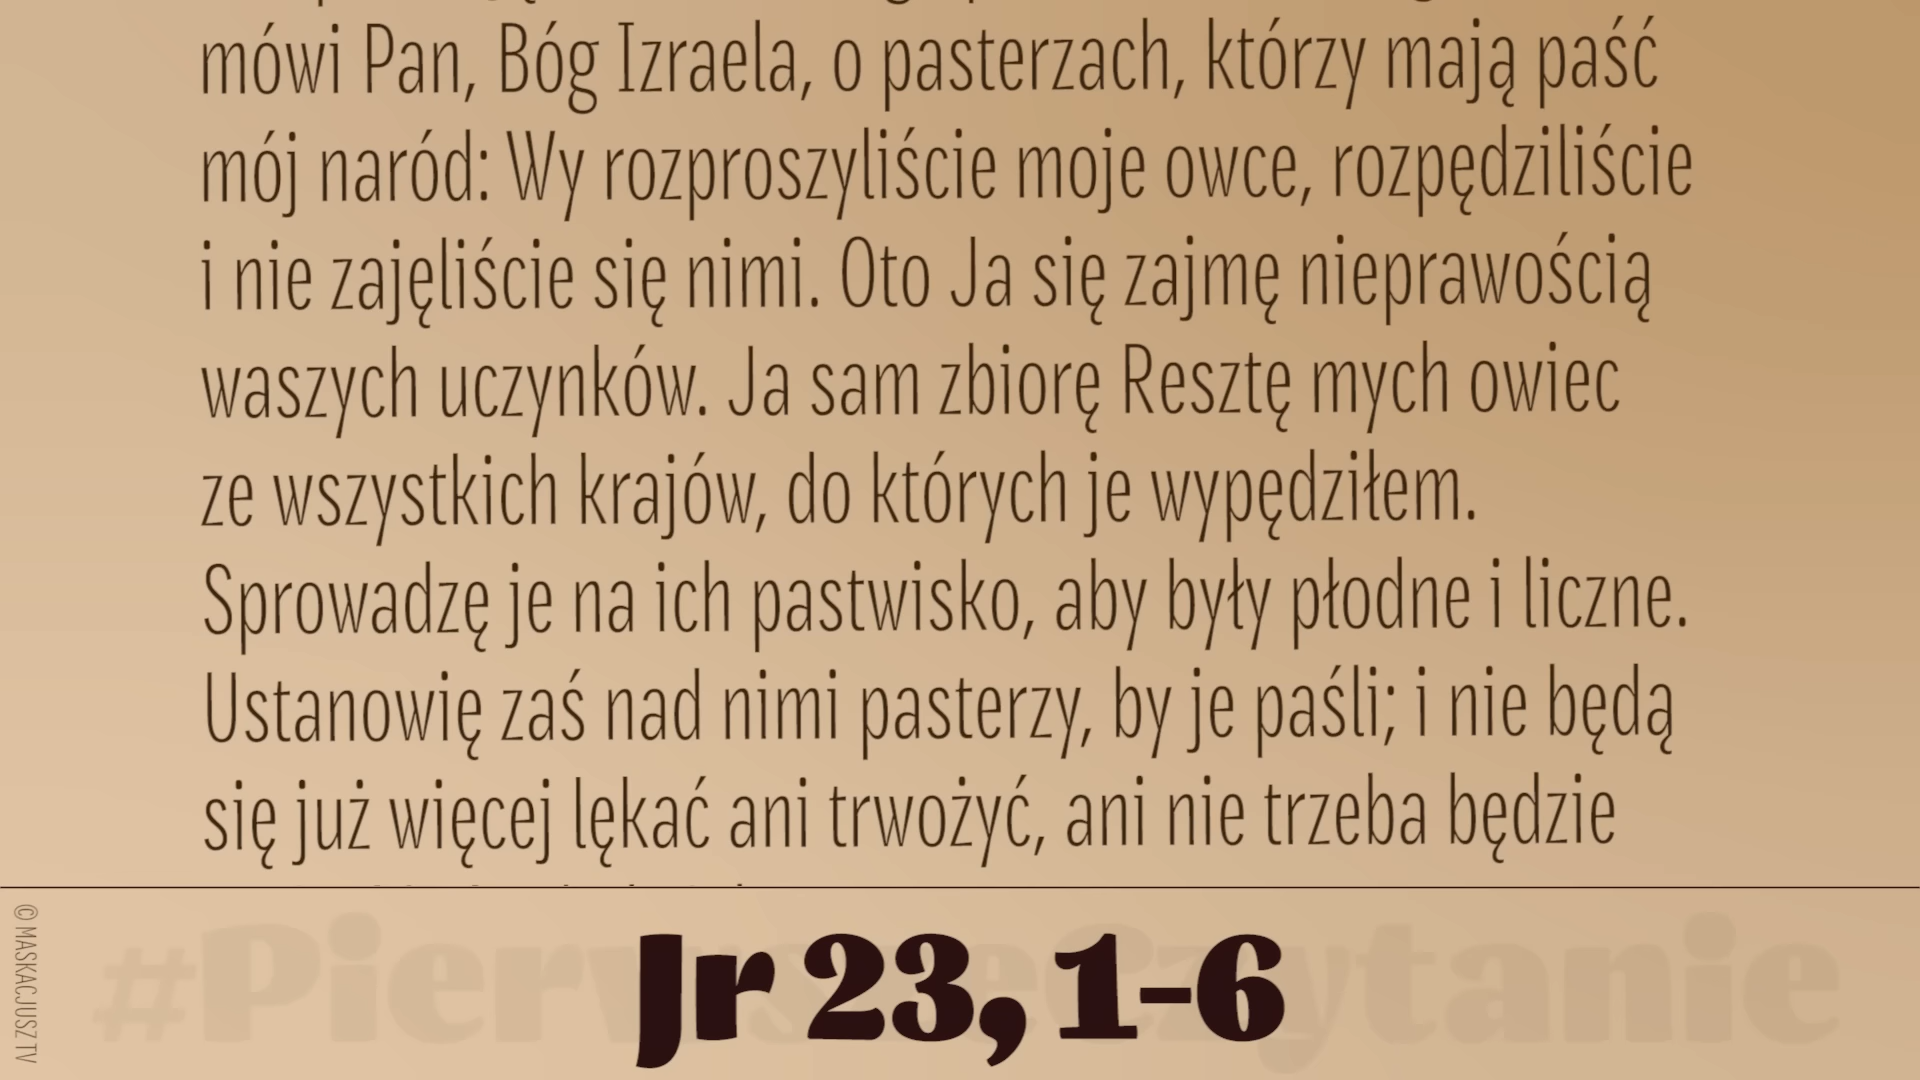 mówi Pan, Bóg Izraela, o pasterzach, którzy mają paść
mój naród: Wy rozproszyliście moje owce, rozpędziliście
i nie zajęliście się nimi. Oto Ja się zajmę nieprawością
waszych uczynków. Ja sam zbiorę Resztę mych owiec
ze wszystkich krajów, do których je wypędziłem.
Sprowadzę je na ich pastwisko, aby były płodne i liczne.
Ustanowię zaś nad nimi pasterzy, by je paśli; i nie będą
się już więcej lękać ani trwożyć, ani nie trzeba będzie
#PierwszeCzytanie
Jr 23, 1-6
© MASKACJUSZ TV